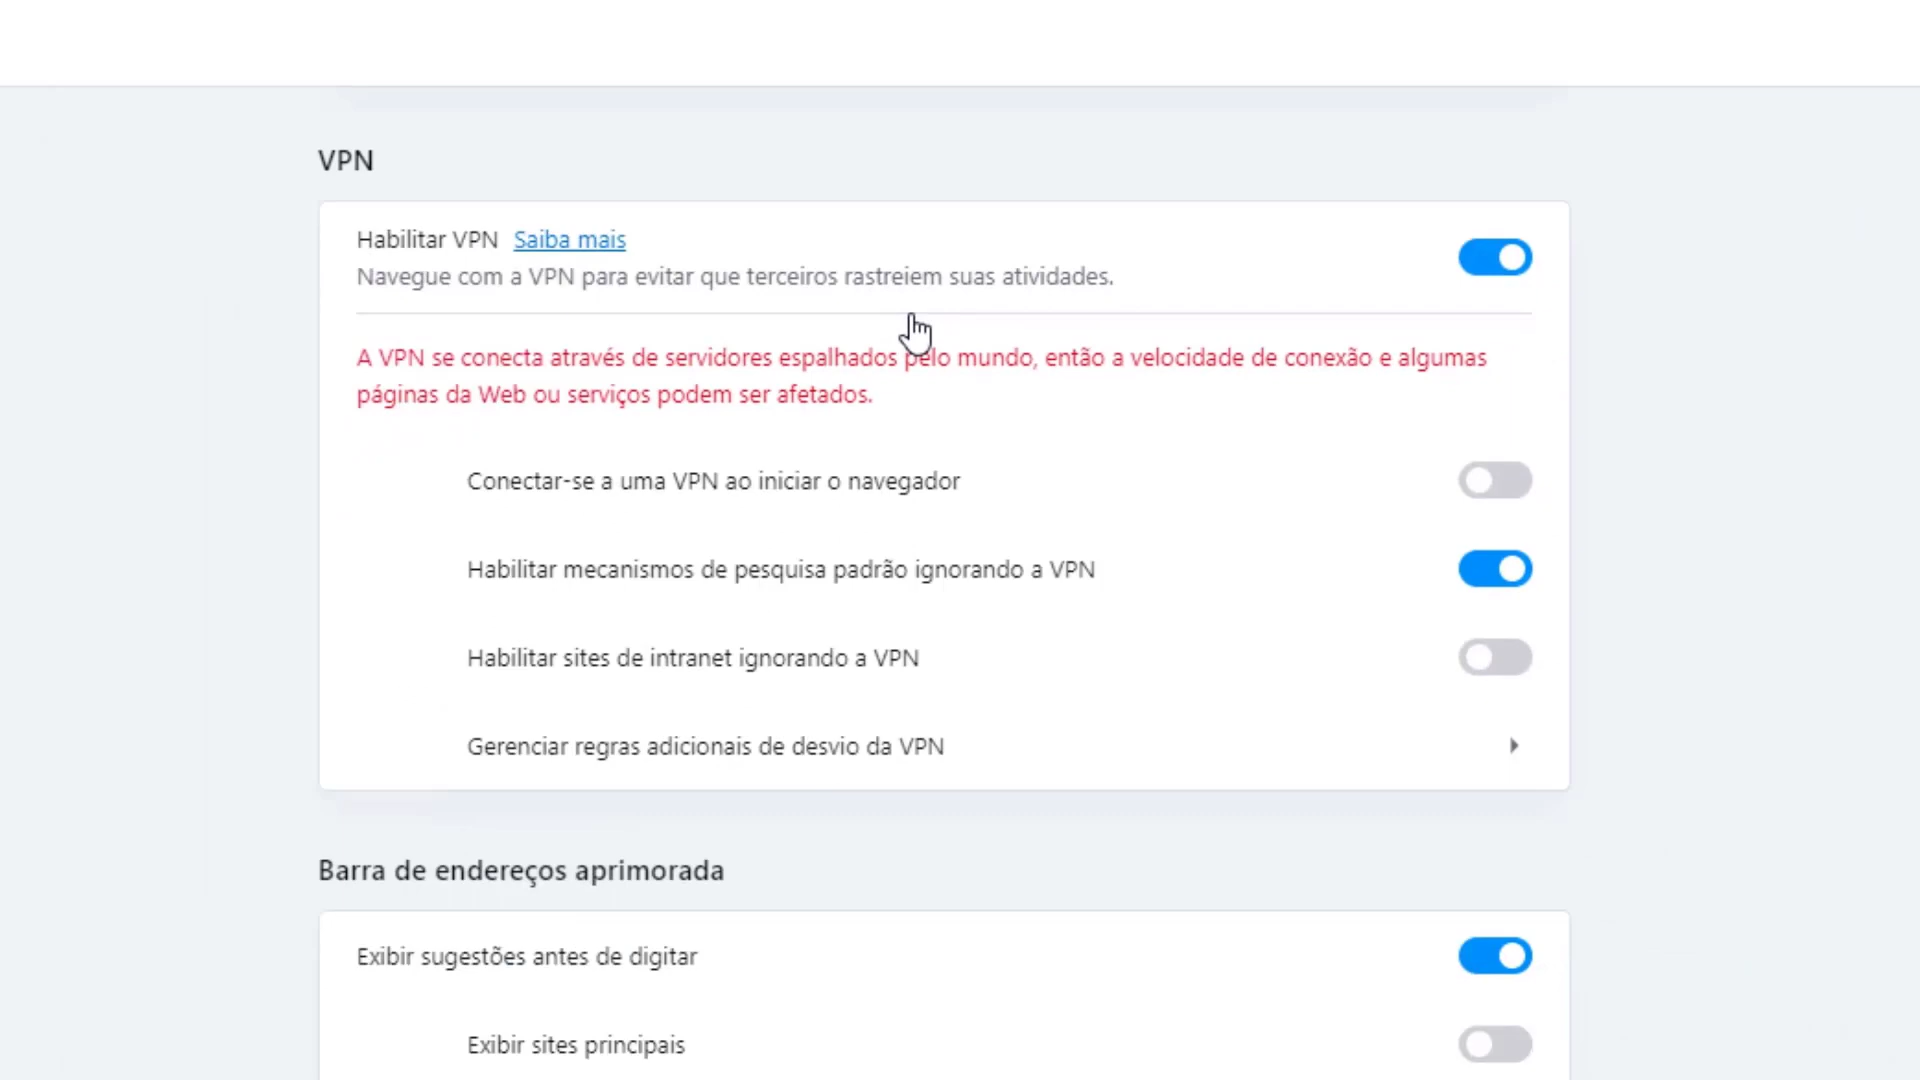 VPN
Habilitar VPN Saiba mais
Navegue com a VPN para evitar que terceiros rastreiem suas atividades.
A VPN se conecta através de servidores espalhados pelo mundo, então a velocidade de conexão e algumas
páginas da Web ou serviços podem ser afetados.
Conectar-se a uma VPN ao iniciar o navegador
Habilitar mecanismos de pesquisa padrão ignorando a VPN
Habilitar sites de intranet ignorando a VPN
Gerenciar regras adicionais de desvio da VPN
Barra de endereços aprimorada
Exibir sugestões antes de digitar
Exibir sites principais